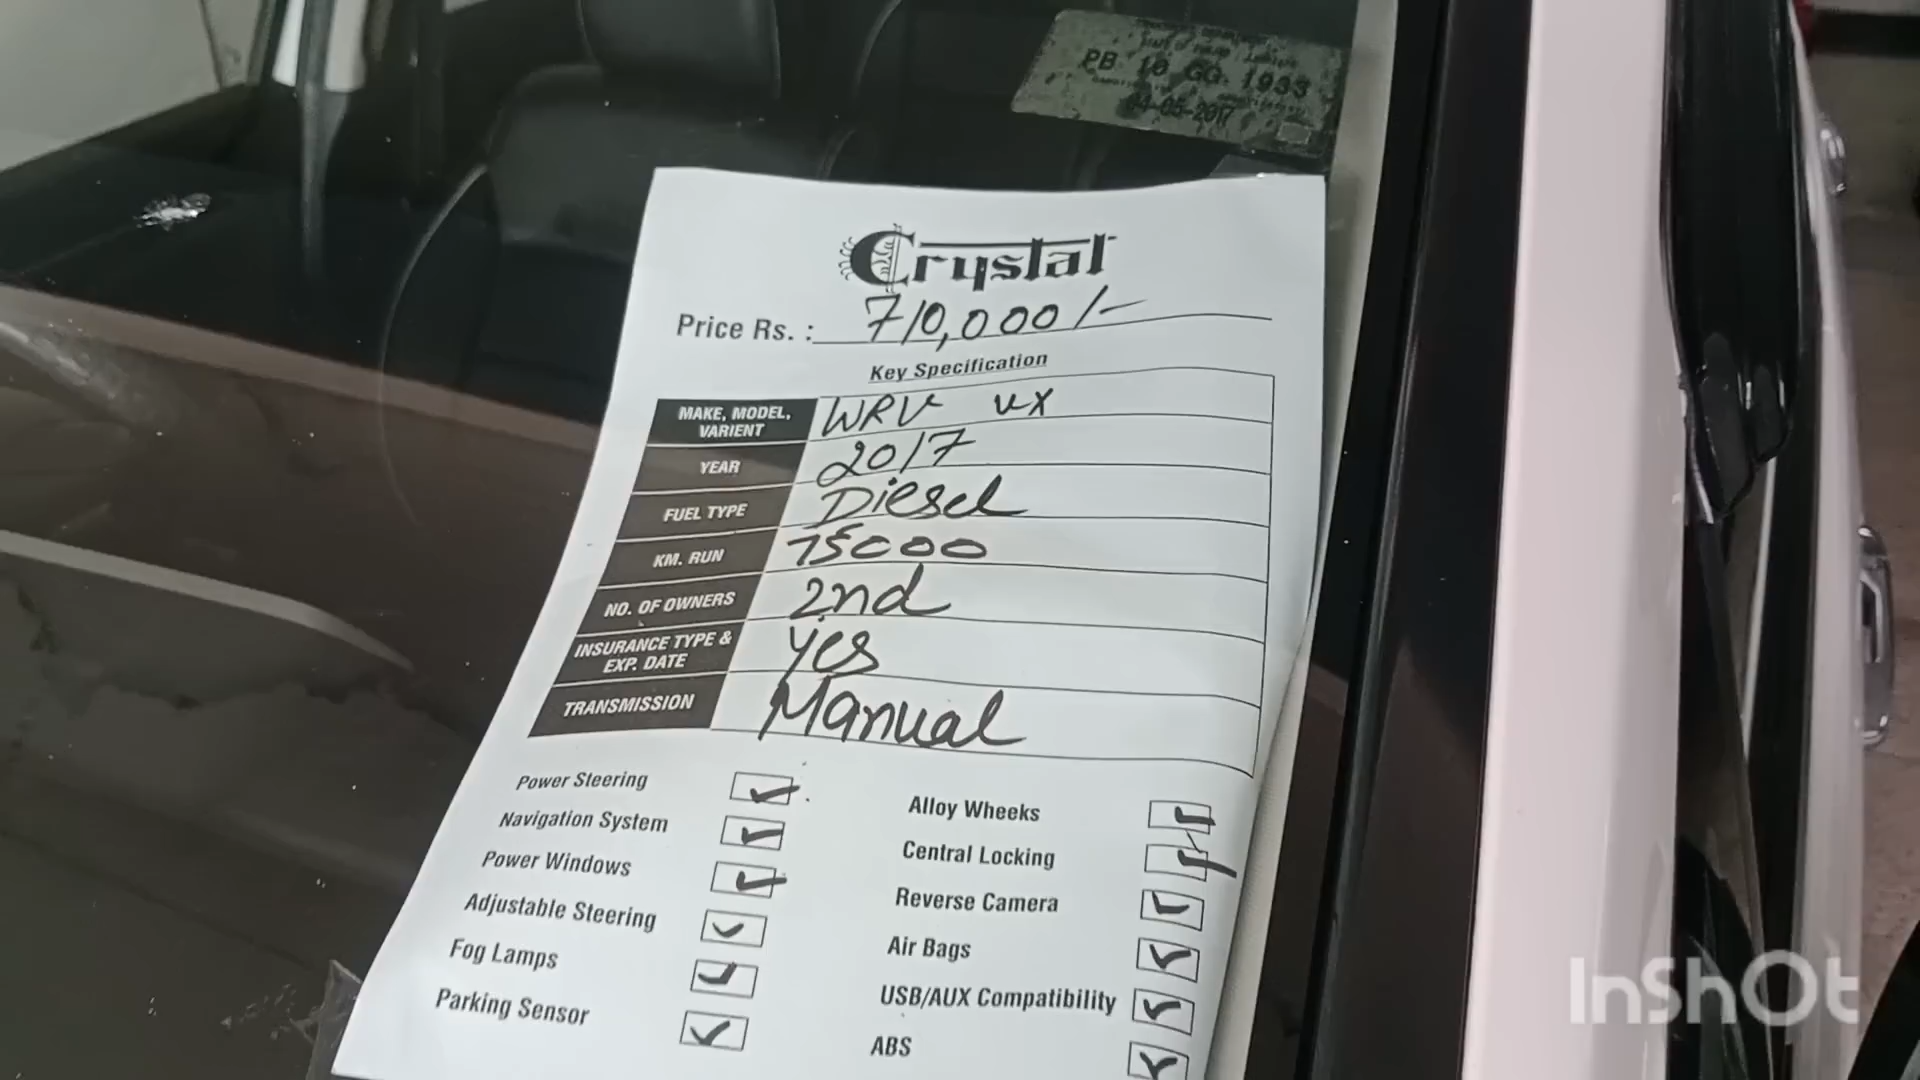 PB 10 GG 1933
04-05-2017
Crystal
Price Rs. : 710,000/-
Key Specification
MAKE, MODEL, VARIENT WRV VX
YEAR 2017
FUEL TYPE Diesel
KM. RUN 75000
NO. OF OWNERS 2nd
INSURANCE TYPE & EXP. DATE yes
TRANSMISSION Manual
Power Steering
Navigation System
Power Windows
Adjustable Steering
Fog Lamps
Parking Sensor
Alloy Wheeks
Central Locking
Reverse Camera
Air Bags
USB/AUX Compatibility
ABS
InShOt